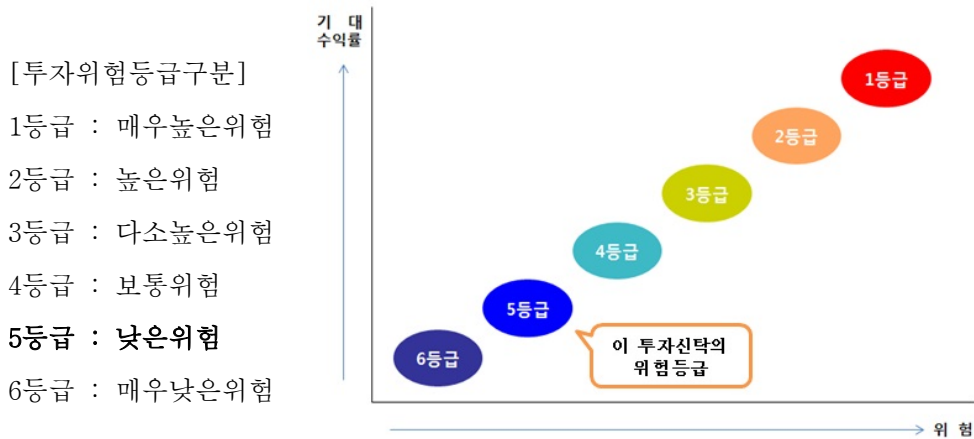 [투자위험등급구분]
1등급 : 매우높은위험
2등급 : 높은위험
3등급 : 다소높은위험
4등급 : 보통위험
5등급 : 낮은위험
6등급 : 매우낮은위험
기 대
수익률
1등급
2등급
3등급
4등급
5등급
6등급
이 투자신탁의
위험등급
위 험